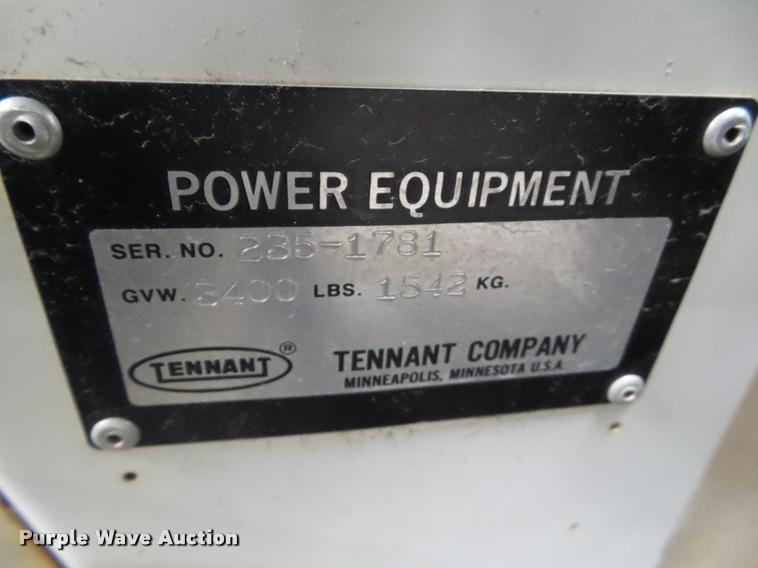 POWER EQUIPMENT
SER. NO. 235-1781
GVW. 3400 LBS. 1542 KG.
TENNANT ®
TENNANT COMPANY
MINNEAPOLIS, MINNESOTA U.S.A.
Purple Wave Auction